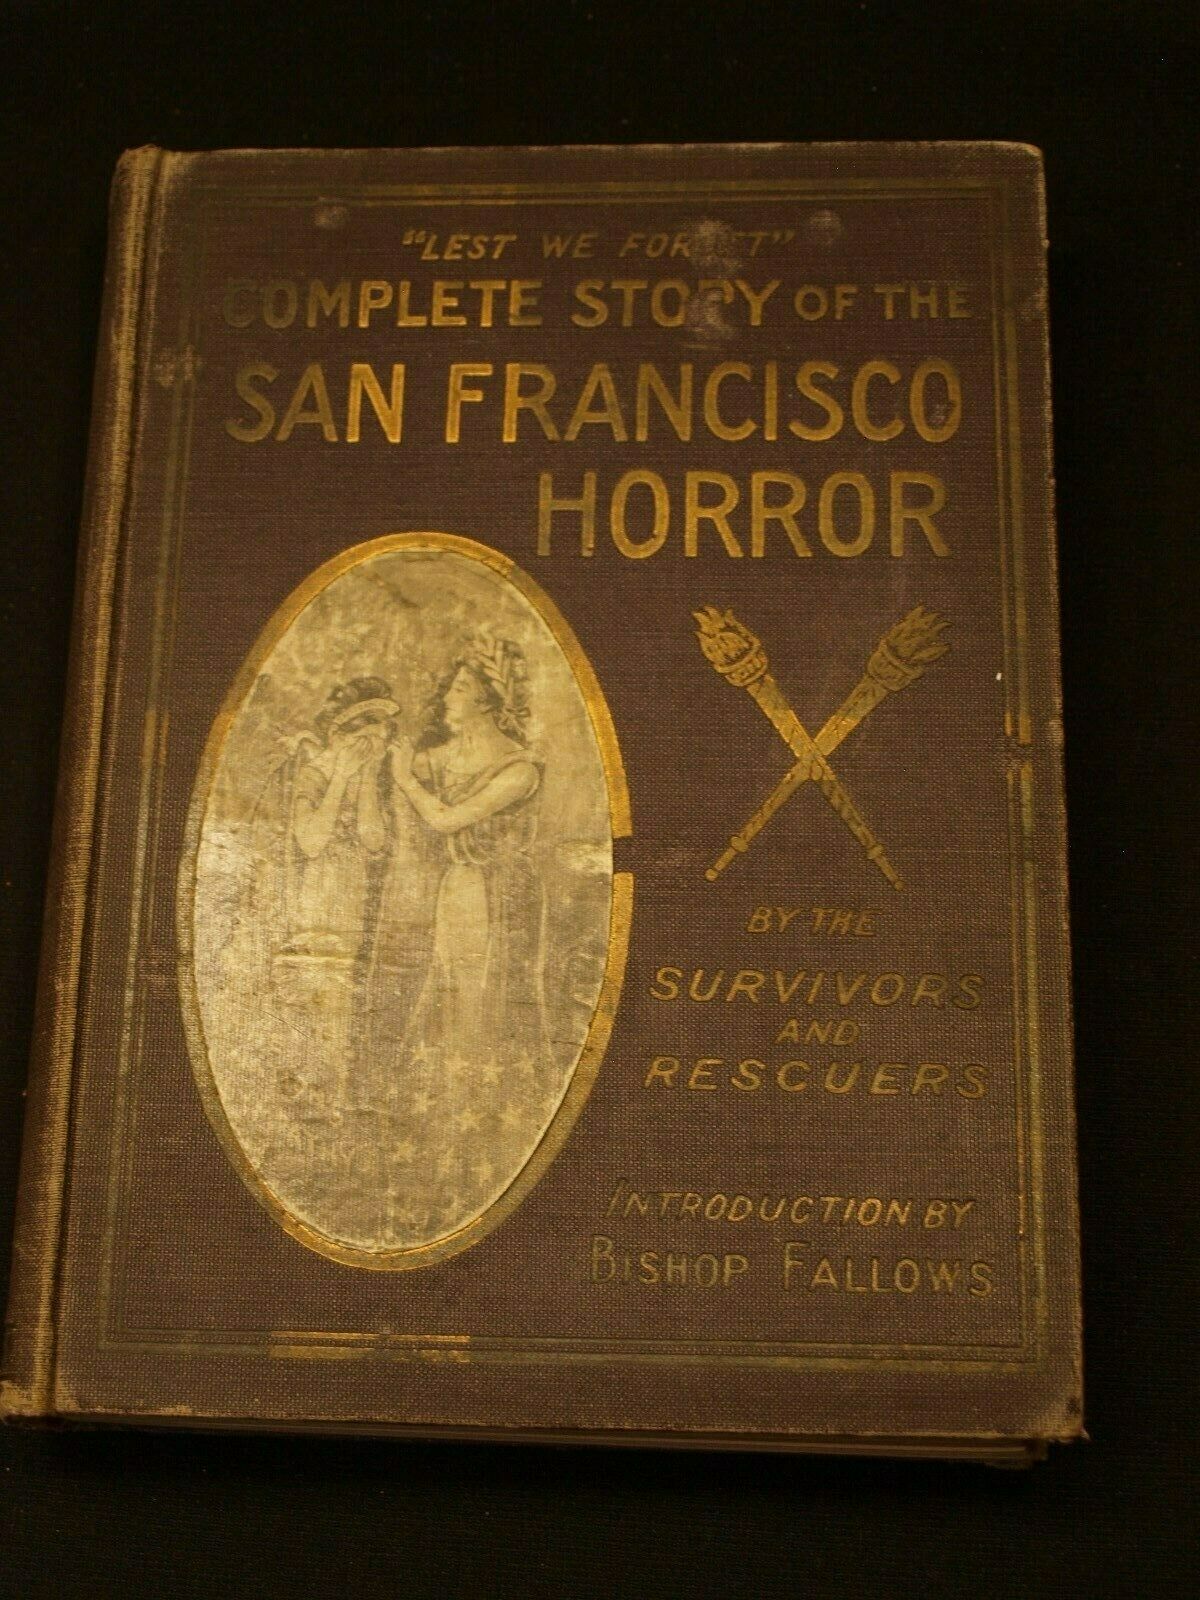 "LEST WE FORGET"
COMPLETE STORY OF THE
SAN FRANCISCO
HORROR
BY THE
SURVIVORS
AND
RESCUERS
INTRODUCTION BY
BISHOP FALLOWS